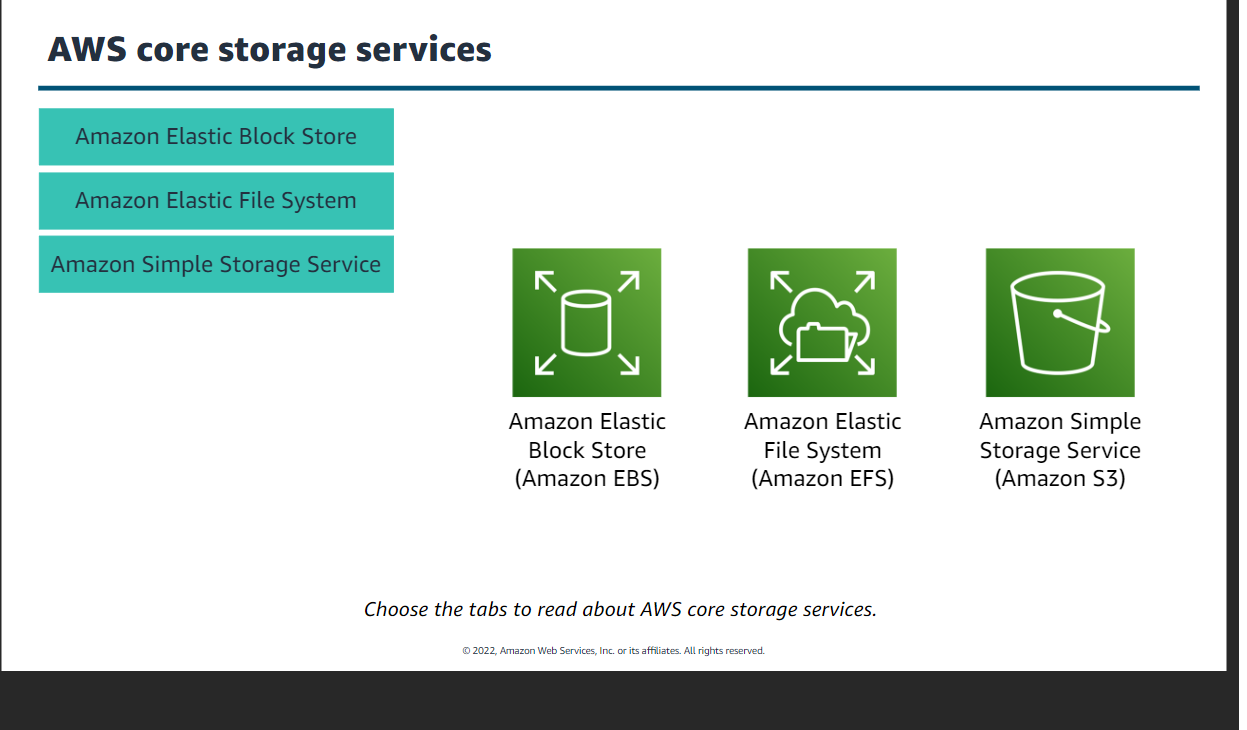 AWS core storage services
Amazon Elastic Block Store
Amazon Elastic File System
Amazon Simple Storage Service
Amazon Elastic
Block Store
(Amazon EBS)
Amazon Elastic
File System
(Amazon EFS)
Amazon Simple
Storage Service
(Amazon S3)
Choose the tabs to read about AWS core storage services.
© 2022, Amazon Web Services, Inc. or its affiliates. All rights reserved.